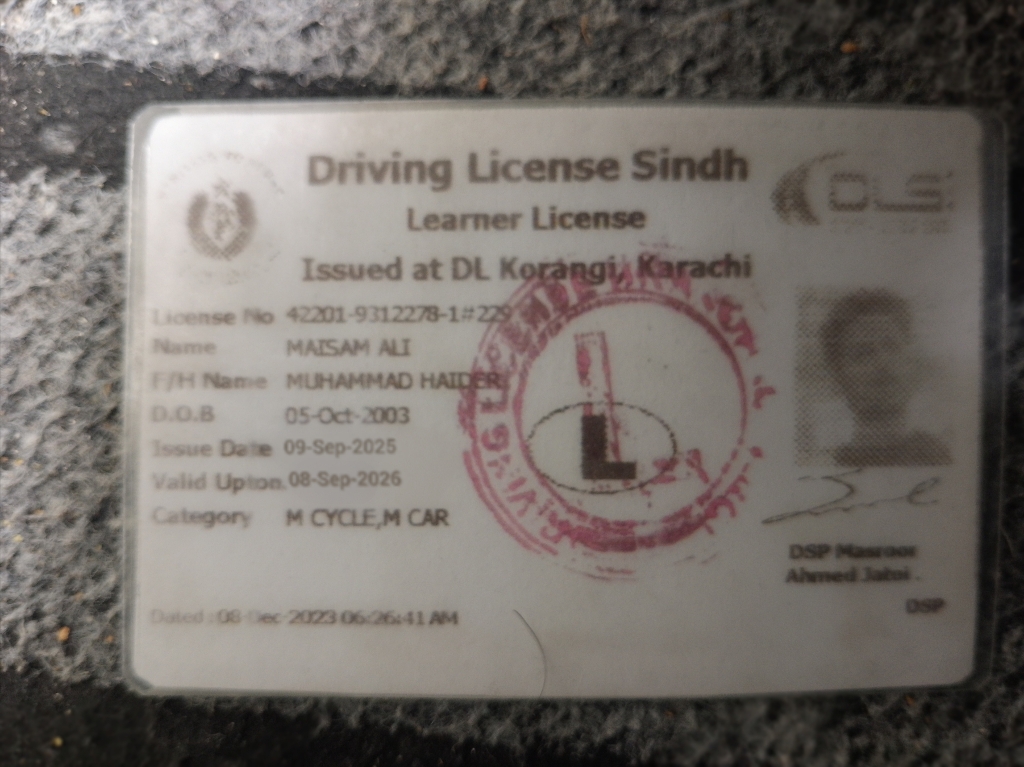 Driving License Sindh
DLS
Learner License
Issued at DL Korangi, Karachi
License No 42201-9312278-1#229
Name MAISAM ALI
F/H Name MUHAMMAD HAIDER
D.O.B 05-Oct-2003
Issue Date 09-Sep-2025
Valid Upton. 08-Sep-2026
Category M CYCLE,M CAR
L
DSP Masroor
Ahmed Jatoi .
DSP
Dated : 08-Dec-2023 06:26:41 AM